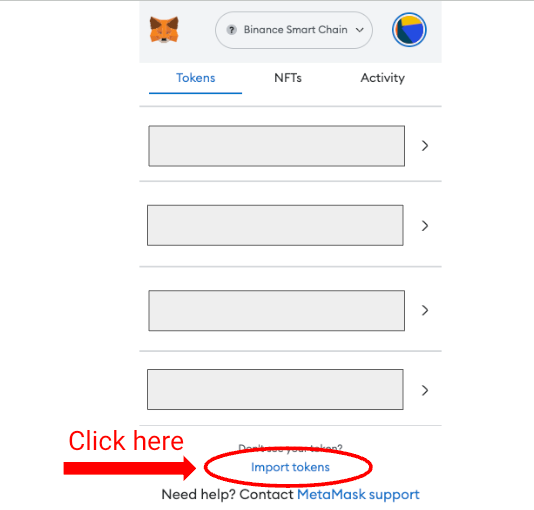 Binance Smart Chain
Tokens NFTs Activity
Click here
Don't see your token?
Import tokens
Need help? Contact MetaMask support